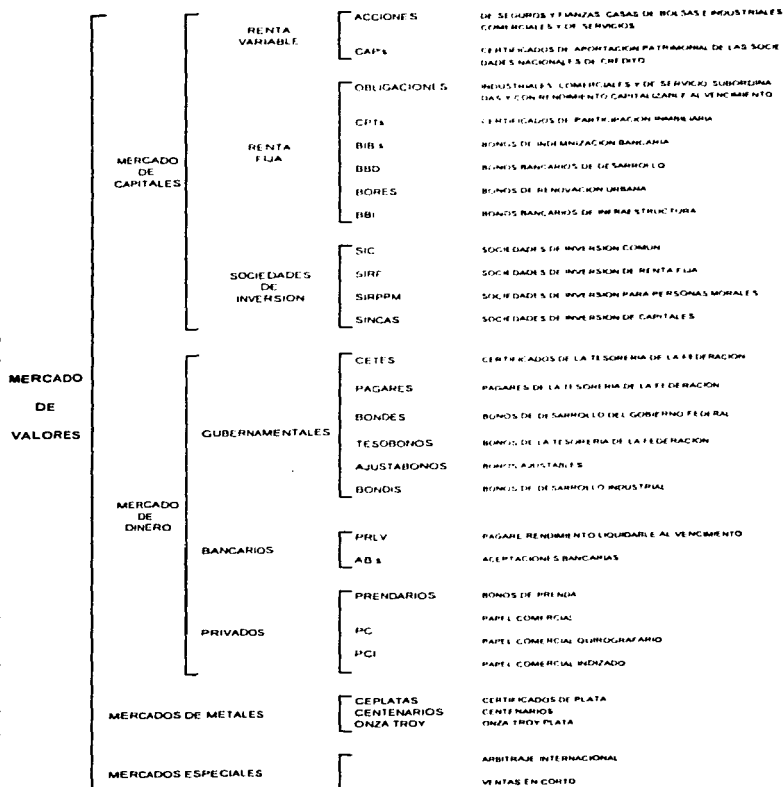 ACCIONES DE SEGUROS Y FIANZAS CASAS DE BOLSAS E INDUSTRIALES
COMERCIALES Y DE SERVICIOS
RENTA
VARIABLE
CAPs CERTIFICADOS DE APORTACION PATRIMONIAL DE LAS SOCIE
DADES NACIONALES DE CREDITO
OBLIGACIONES INDUSTRIALES, COMERCIALES Y DE SERVICIO, SUBORDINA
DAS Y CON RENDIMIENTO CAPITALIZABLE AL VENCIMIENTO
CPTs CERTIFICADOS DE PARTICIPACION INMBILIARIA
RENTA
FIJA
BIBs BONOS DE INDEMNIZACION BANCARIA
MERCADO
DE
CAPITALES
BBD BONOS BANCARIOS DE DESARROLLO
BORES BONOS DE RENOVACION URBANA
BBI BONOS BANCARIOS DE INFRAESTRUCTURA
SIC SOCIEDADES DE INVERSION COMUN
SOCIEDADES
DE
INVERSION
SIRF SOCIEDADES DE INVERSION DE RENTA FIJA
SIRPPM SOCIEDADES DE INVERSION PARA PERSONAS MORALES
SINCAS SOCIEDADES DE INVERSION DE CAPITALES
MERCADO
DE
VALORES
CETES CERTIFICADOS DE LA TESORERIA DE LA FEDERACION
PAGARES PAGARES DE LA TESORERIA DE LA FEDERACION
BONDES BONOS DE DESARROLLO DEL GOBIERNO FEDERAL
GUBERNAMENTALES
TESOBONOS BONOS DE LA TESORERIA DE LA FEDERACION
AJUSTABONOS BONOS AJUSTABLES
BONDIS BONOS DE DESARROLLO INDUSTRIAL
MERCADO
DE
DINERO
PRLV PAGARE RENDIMIENTO LIQUIDABLE AL VENCIMIENTO
BANCARIOS
ABs ACEPTACIONES BANCARIAS
PRENDARIOS BONOS DE PRENDA
PAPEL COMERCIAL
PRIVADOS
PC PAPEL COMERCIAL QUIROGRAFARIO
PCI PAPEL COMERCIAL INDIZADO
MERCADOS DE METALES
CEPLATAS CERTIFICADOS DE PLATA
CENTENARIOS CENTENARIOS
ONZA TROY ONZA TROY PLATA
MERCADOS ESPECIALES
ARBITRAJE INTERNACIONAL
VENTAS EN CORTO